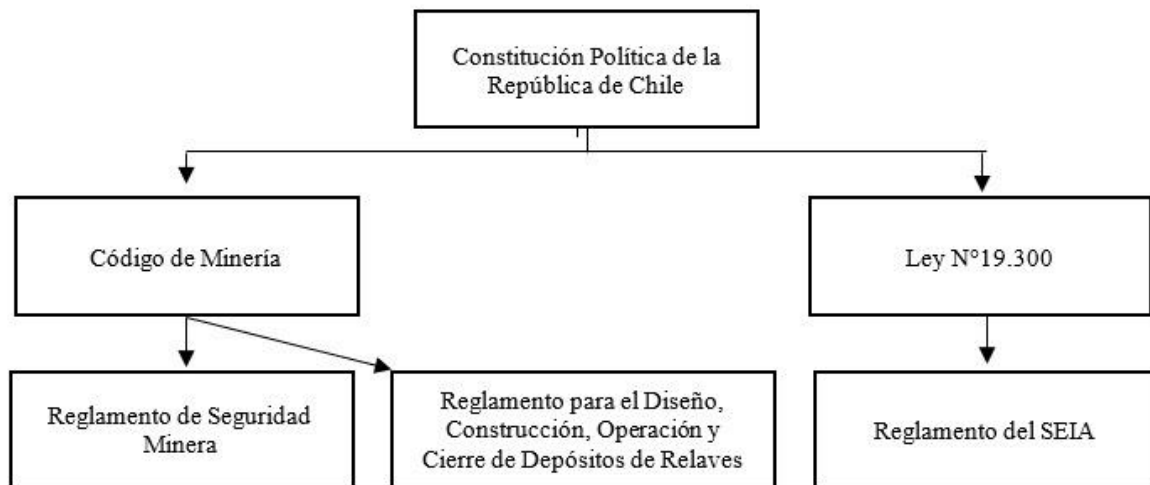 Constitución Política de la
República de Chile
Código de Minería
Ley N°19.300
Reglamento de Seguridad
Minera
Reglamento para el Diseño,
Construcción, Operación y
Cierre de Depósitos de Relaves
Reglamento del SEIA